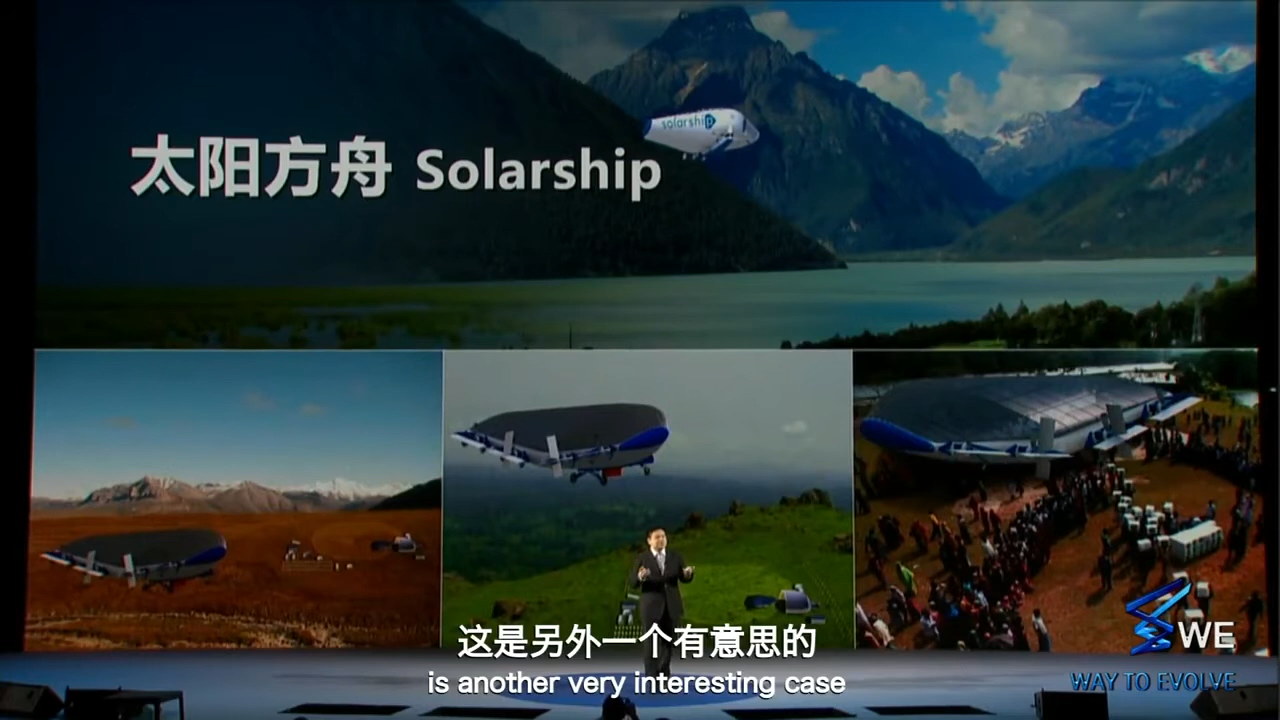 solarship
太阳方舟 Solarship
这是另外一个有意思的
is another very interesting case
WE
WAY TO EVOLVE